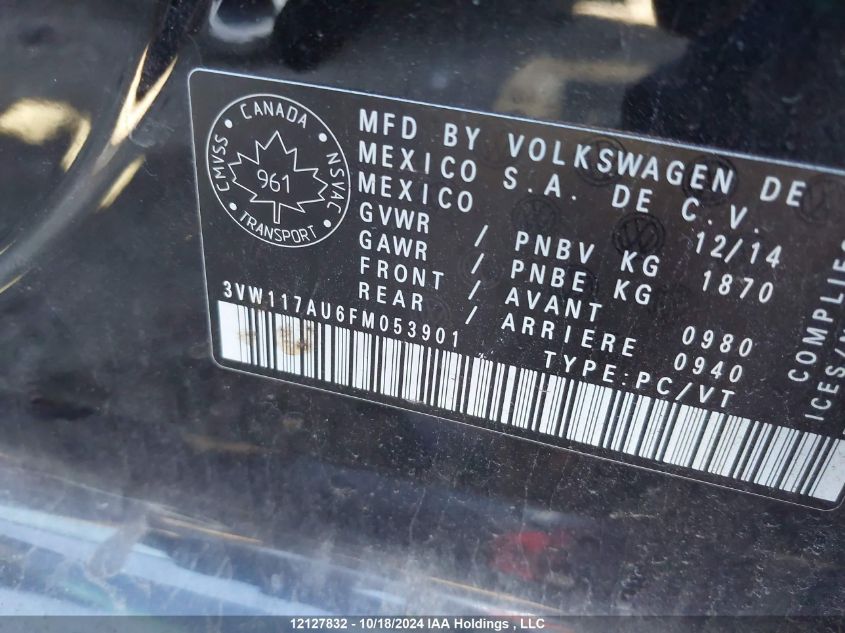 CANADA
CMVSS NSVAC
961
TRANSPORT
MFD BY VOLKSWAGEN DE
MEXICO S.A. DE C.V.
MEXICO 12/14
GVWR / PNBV KG 1870
GAWR / PNBE KG
FRONT / AVANT 0980
REAR / ARRIERE 0940
3VW117AU6FM053901 TYPE:PC/VT
COMPLIES
ICES/
12127832 - 10/18/2024 IAA Holdings , LLC